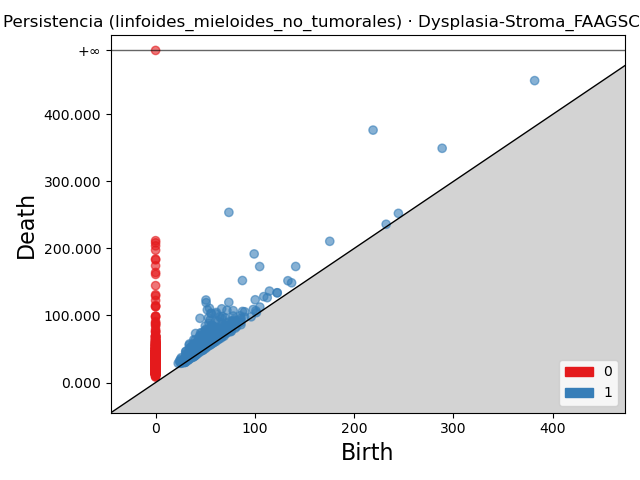 Persistencia (linfoides_mieloides_no_tumorales) · Dysplasia-Stroma_FAAGSC
+∞
400.000
300.000
200.000
100.000
0.000
Death
0
1
0 100 200 300 400
Birth